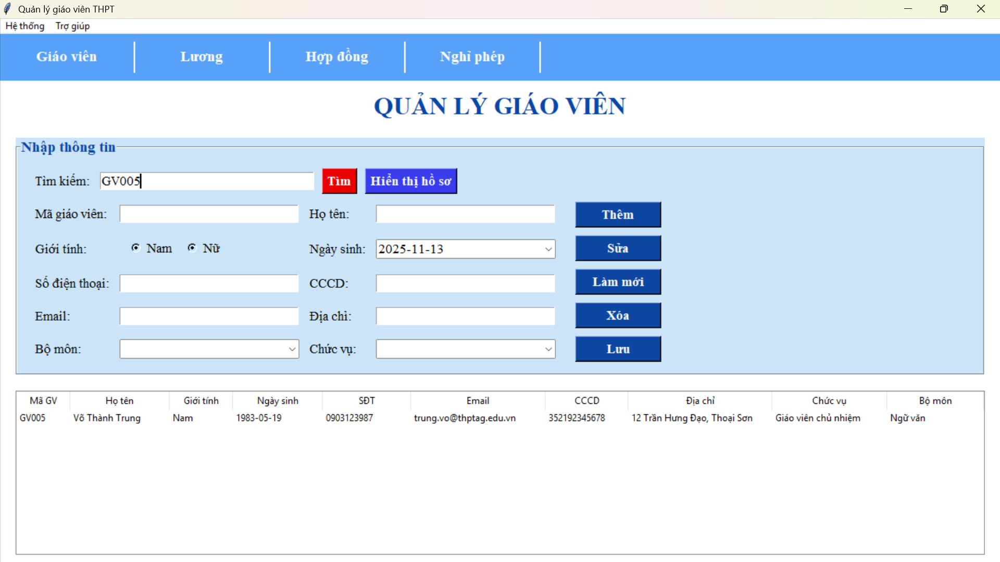 Quản lý giáo viên THPT
Hệ thống Trợ giúp
Giáo viên Lương Hợp đồng Nghỉ phép
QUẢN LÝ GIÁO VIÊN
Nhập thông tin
Tìm kiếm: GV005 Tìm Hiển thị hồ sơ
Mã giáo viên: Họ tên: Thêm
Giới tính: Nam Nữ Ngày sinh: 2025-11-13 Sửa
Số điện thoại: CCCD: Làm mới
Email: Địa chỉ: Xóa
Bộ môn: Chức vụ: Lưu
Mã GV Họ tên Giới tính Ngày sinh SĐT Email CCCD Địa chỉ Chức vụ Bộ môn
GV005 Võ Thành Trung Nam 1983-05-19 0903123987 trung.vo@thptag.edu.vn 352192345678 12 Trần Hưng Đạo, Thoại Sơn Giáo viên chủ nhiệm Ngữ văn